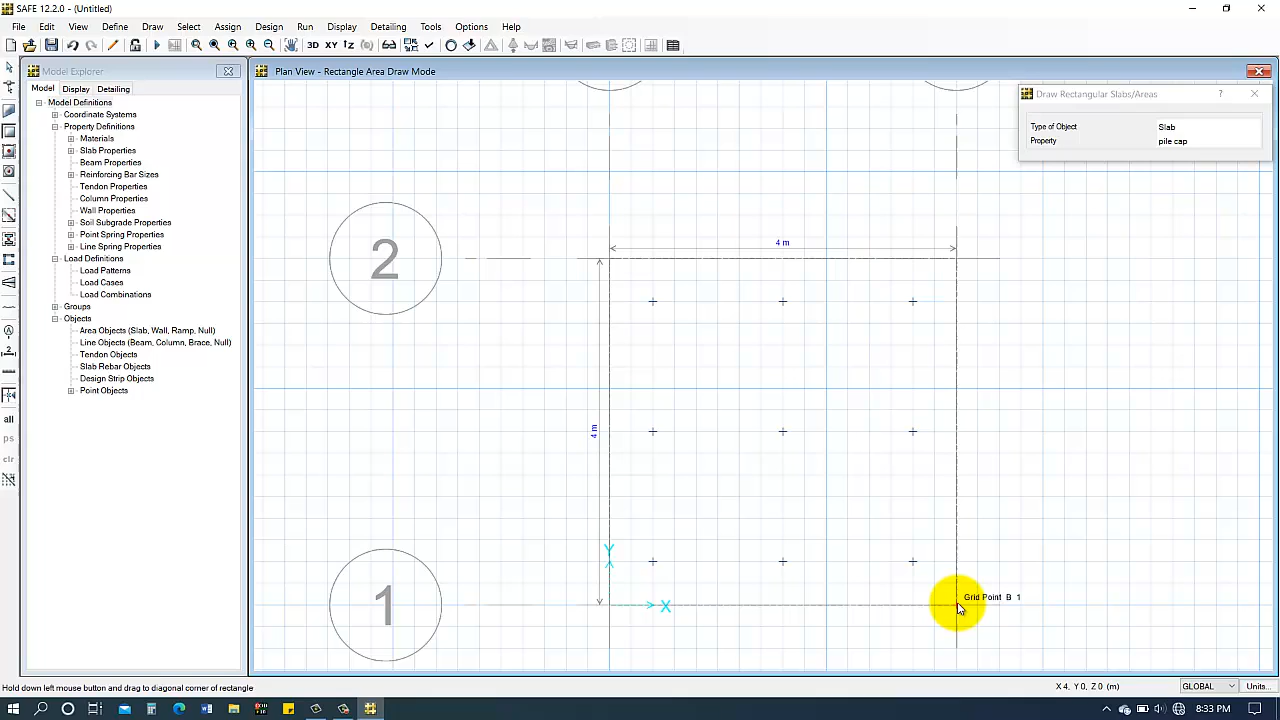 SAFE 12.2.0 - (Untitled)
File Edit View Define Draw Select Assign Design Run Display Detailing Tools Options Help
3D XY
Model Explorer
Plan View - Rectangle Area Draw Mode
Model Display Detailing
Draw Rectangular Slabs/Areas ?
Type of Object Slab
Property pile cap
Model Definitions
Coordinate Systems
Property Definitions
Materials
Slab Properties
Beam Properties
Reinforcing Bar Sizes
Tendon Properties
Column Properties
Wall Properties
Soil Subgrade Properties
Point Spring Properties
Line Spring Properties
Load Definitions
Load Patterns
Load Cases
Load Combinations
Groups
Objects
Area Objects (Slab, Wall, Ramp, Null)
Line Objects (Beam, Column, Brace, Null)
Tendon Objects
Slab Rebar Objects
Design Strip Objects
Point Objects
all
ps
clr
2
4 m
4 m
1
Y
X
Grid Point B 1
Hold down left mouse button and drag to diagonal corner of rectangle
X 4, Y 0, Z 0 (m)
GLOBAL
Units...
8:33 PM